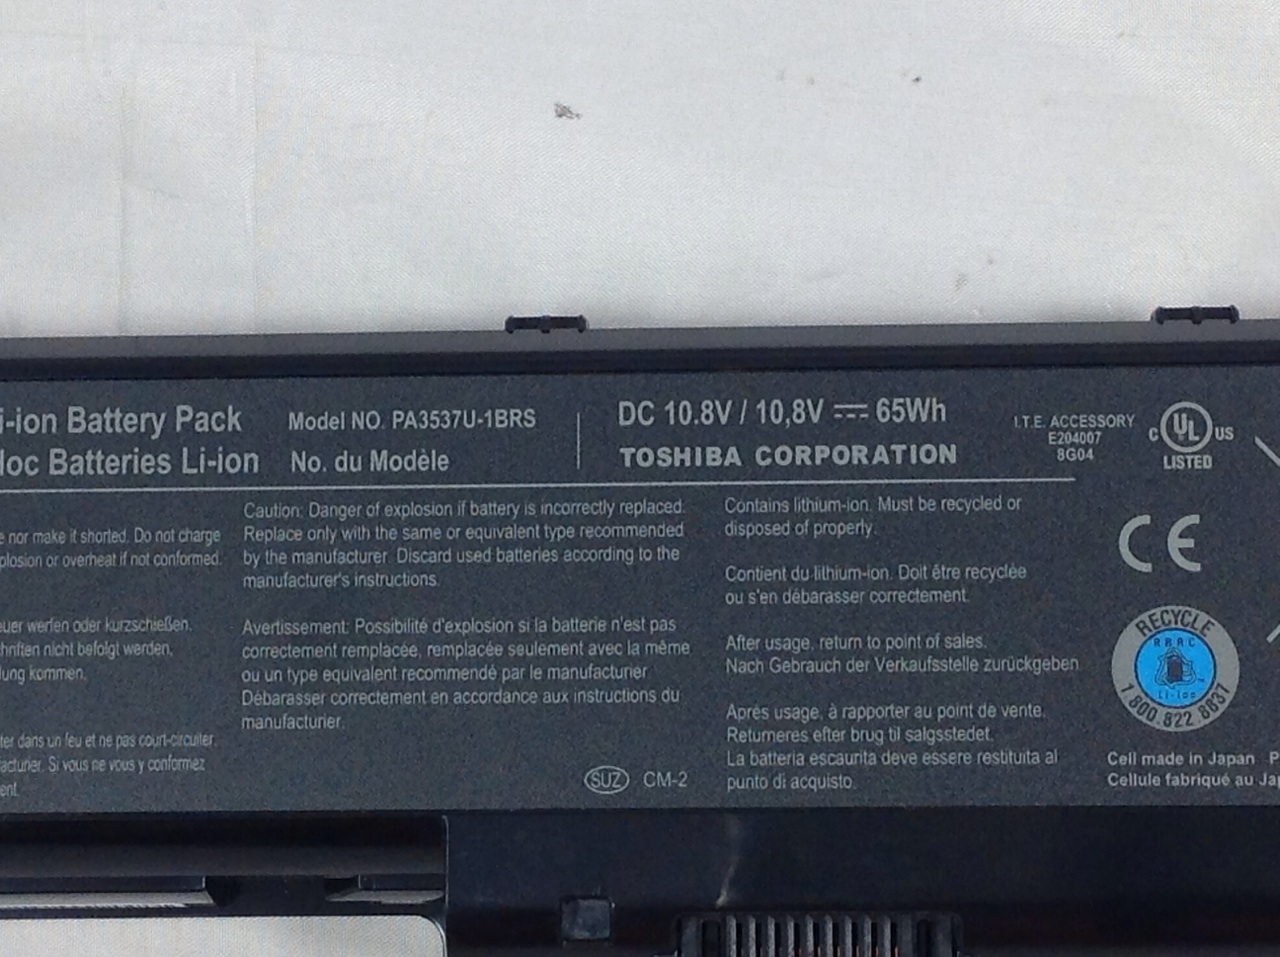 i-ion Battery Pack
loc Batteries Li-ion
Model NO. PA3537U-1BRS
No. du Modèle
DC 10.8V / 10,8V ⎓ 65Wh
TOSHIBA CORPORATION
I.T.E. ACCESSORY
E204007
8G04
C UL US
LISTED
e nor make it shorted. Do not charge
plosion or overheat if not conformed.
euer werfen oder kurzschießen.
chriften nicht befolgt werden,
lung kommen.
ter dans un feu et ne pas court-circuiter.
acturier. Si vous ne vous y conformez
ent.
Caution: Danger of explosion if battery is incorrectly replaced.
Replace only with the same or equivalent type recommended
by the manufacturer. Discard used batteries according to the
manufacturer's instructions.
Avertissement: Possibilité d'explosion si la batterie n'est pas
correctement remplacée, remplacée seulement avec la même
ou un type equivalent recommendé par le manufacturier
Débarasser correctement en accordance aux instructions du
manufacturier.
SUZ CM-2
Contains lithium-ion. Must be recycled or
disposed of properly.
Contient du lithium-ion. Doit être recyclée
ou s'en débarasser correctement.
After usage, return to point of sales.
Nach Gebrauch der Verkaufsstelle zurückgeben
Après usage, à rapporter au point de vente.
Returneres efter brug til salgsstedet.
La batteria escaurita deve essere restituita al
punto di acquisto.
CE
RECYCLE
RBRC
Li-ion
1 800 822 8837
Cell made in Japan P
Cellule fabriqué au Jap